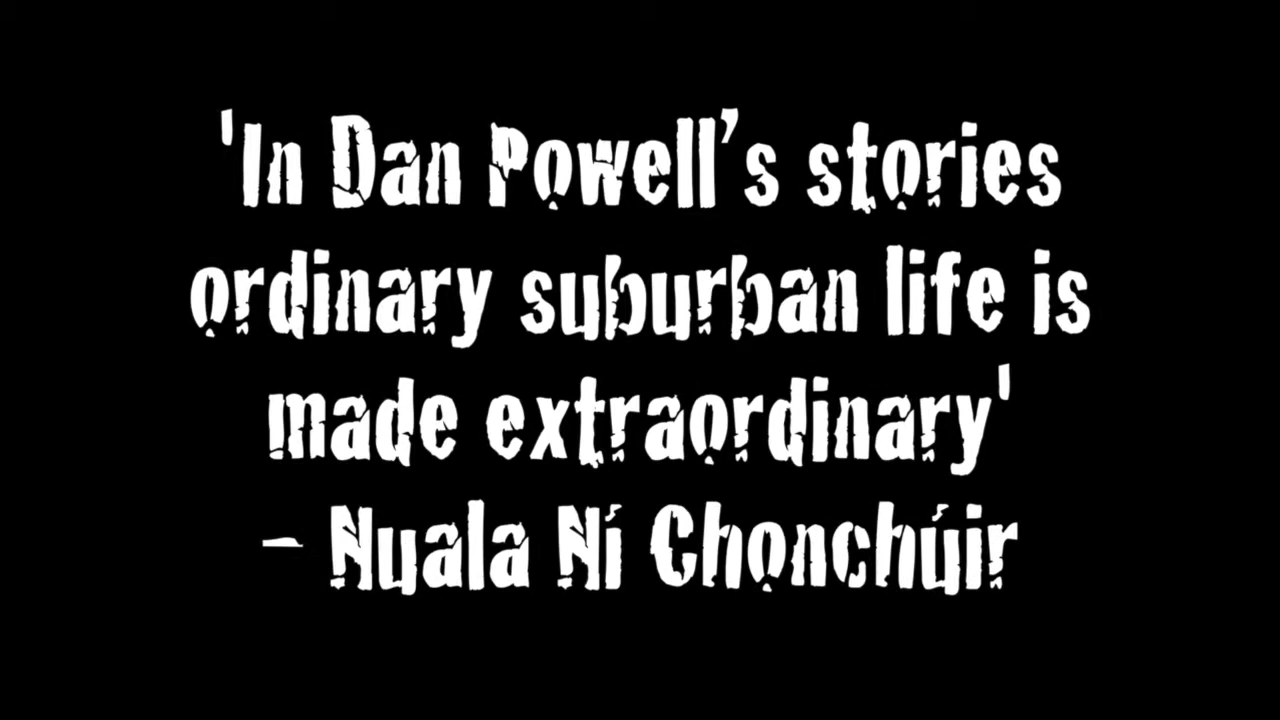 'In Dan Powell's stories
ordinary suburban life is
made extraordinary'
– Nuala Ní Chonchúir